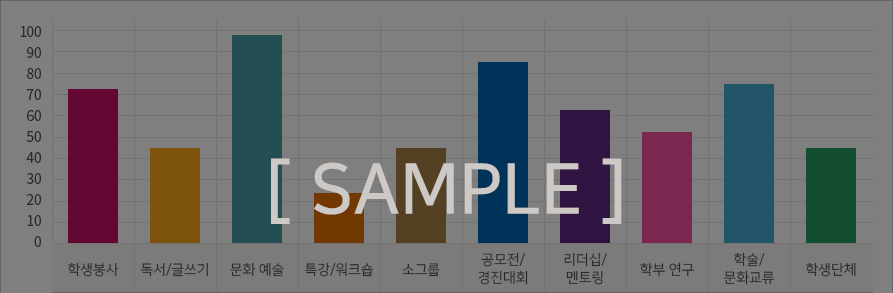 100
90
80
70
60
50
40
30
20
10
0
[ SAMPLE ]
학생봉사
독서/글쓰기
문화 예술
특강/워크숍
소그룹
공모전/
경진대회
리더십/
멘토링
학부 연구
학술/
문화교류
학생단체